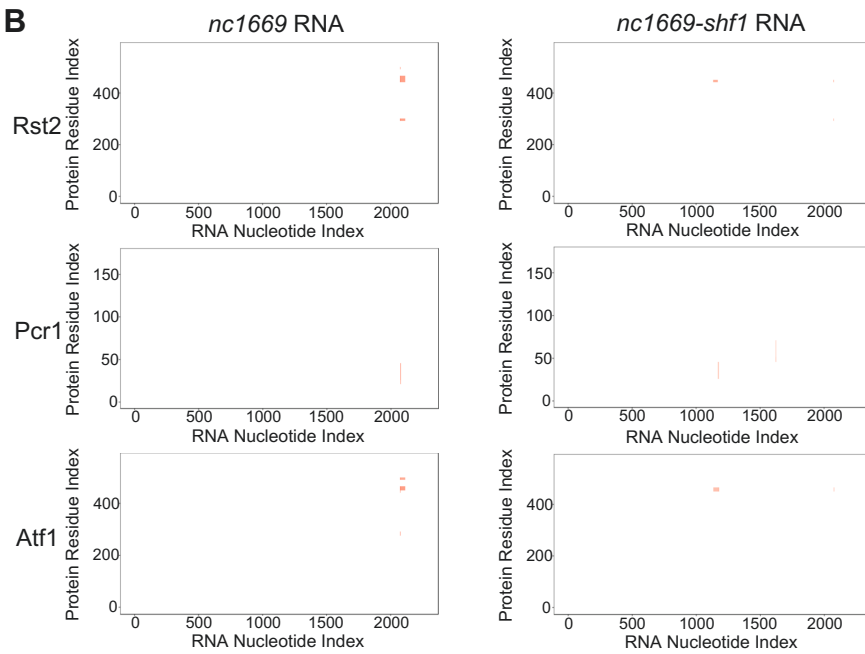 B
nc1669 RNA
nc1669-shf1 RNA
Rst2
Protein Residue Index
400
200
0
0 500 1000 1500 2000
RNA Nucleotide Index
Protein Residue Index
400
200
0
0 500 1000 1500 2000
RNA Nucleotide Index
Pcr1
Protein Residue Index
150
100
50
0
0 500 1000 1500 2000
RNA Nucleotide Index
Protein Residue Index
150
100
50
0
0 500 1000 1500 2000
RNA Nucleotide Index
Atf1
Protein Residue Index
400
200
0
0 500 1000 1500 2000
RNA Nucleotide Index
Protein Residue Index
400
200
0
0 500 1000 1500 2000
RNA Nucleotide Index